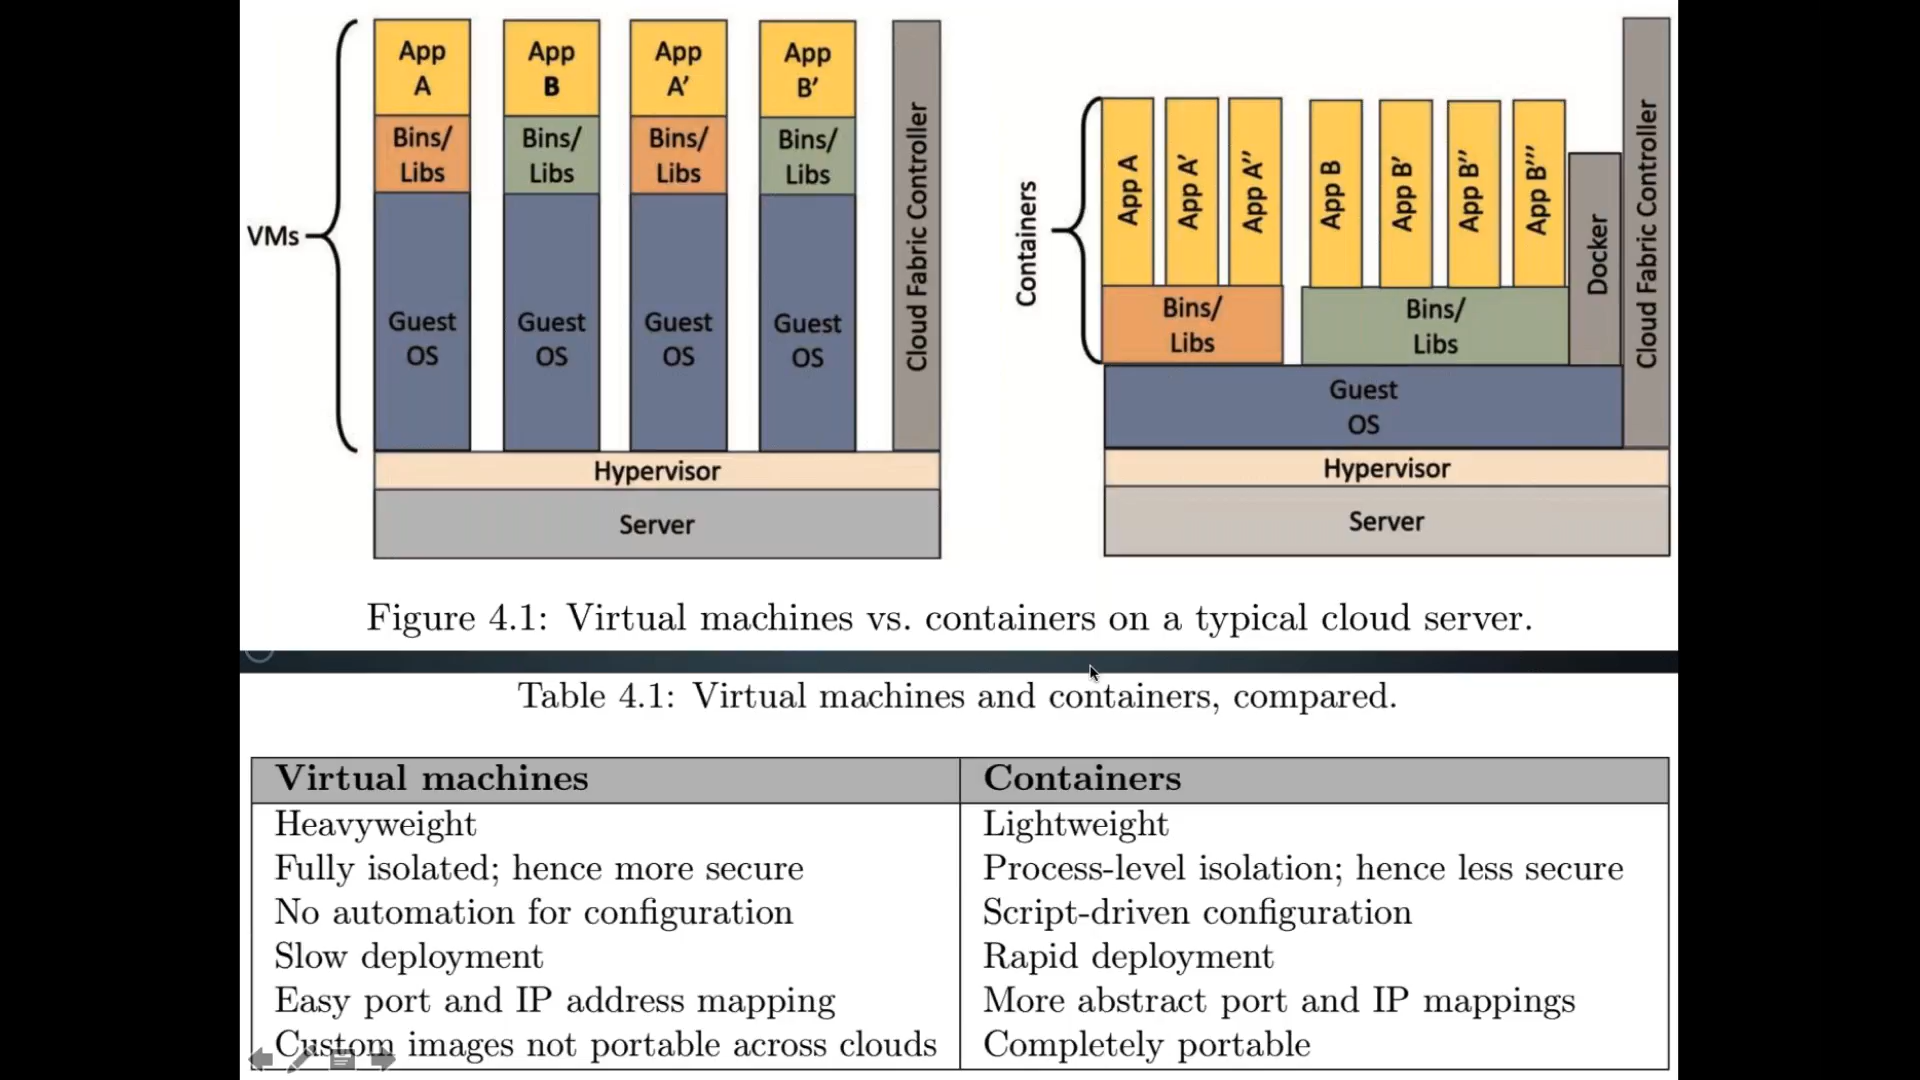 App
A
App
B
App
A′
App
B′
Bins/
Libs
Bins/
Libs
Bins/
Libs
Bins/
Libs
VMs
Guest
OS
Guest
OS
Guest
OS
Guest
OS
Cloud Fabric Controller
Hypervisor
Server
Containers
App A
App A′
App A′′
App B
App B′
App B′′
App B′′′
Docker
Cloud Fabric Controller
Bins/
Libs
Bins/
Libs
Guest
OS
Hypervisor
Server
Figure 4.1: Virtual machines vs. containers on a typical cloud server.
Table 4.1: Virtual machines and containers, compared.
Virtual machines
Containers
Heavyweight
Lightweight
Fully isolated; hence more secure
Process-level isolation; hence less secure
No automation for configuration
Script-driven configuration
Slow deployment
Rapid deployment
Easy port and IP address mapping
More abstract port and IP mappings
Custom images not portable across clouds
Completely portable